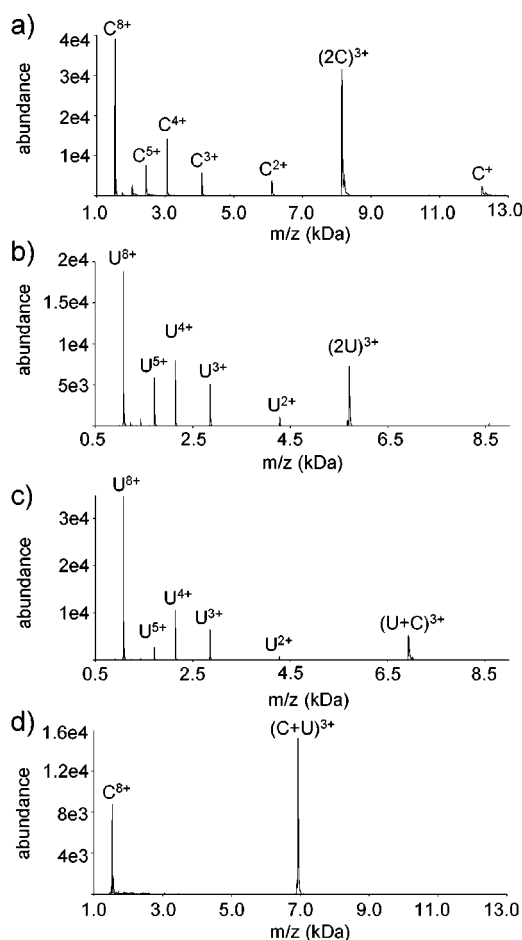 a)
abundance
4e4
3e4
2e4
1e4
C⁸⁺
C⁵⁺
C⁴⁺
C³⁺
C²⁺
(2C)³⁺
C⁺
1.0 3.0 5.0 7.0 9.0 11.0 13.0
m/z (kDa)
b)
abundance
2e4
1.5e4
1e4
5e3
U⁸⁺
U⁵⁺
U⁴⁺
U³⁺
U²⁺
(2U)³⁺
0.5 2.5 4.5 6.5 8.5
m/z (kDa)
c)
abundance
3e4
2e4
1e4
U⁸⁺
U⁵⁺
U⁴⁺
U³⁺
U²⁺
(U+C)³⁺
0.5 2.5 4.5 6.5 8.5
m/z (kDa)
d)
abundance
1.6e4
1.2e4
8e3
4e3
C⁸⁺
(C+U)³⁺
1.0 3.0 5.0 7.0 9.0 11.0 13.0
m/z (kDa)